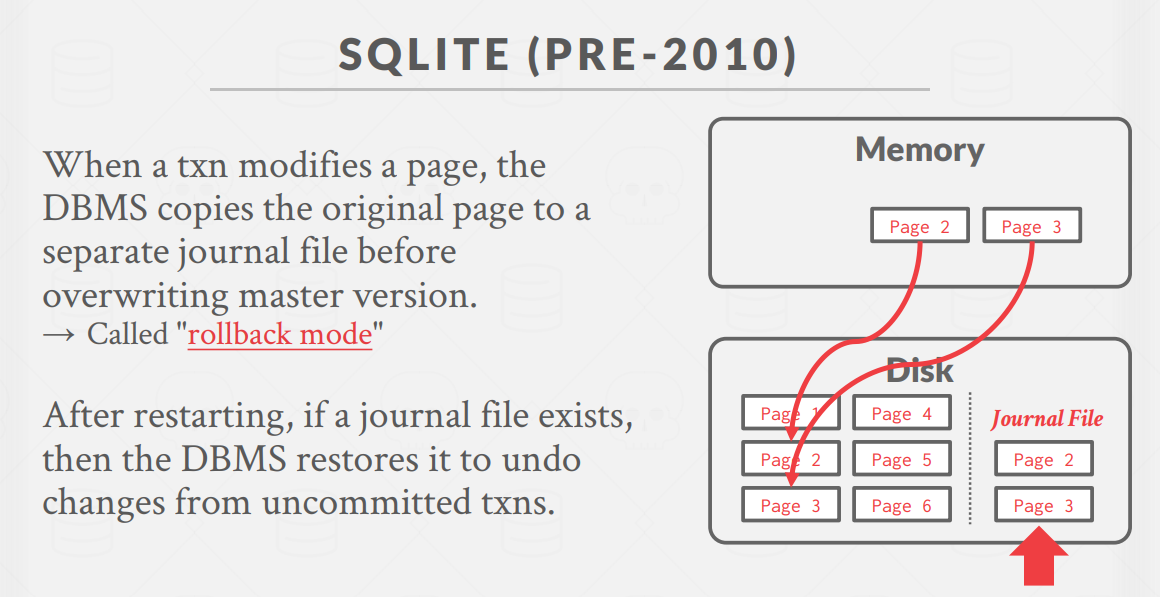 SQLITE (PRE-2010)
When a txn modifies a page, the
DBMS copies the original page to a
separate journal file before
overwriting master version.
→ Called "rollback mode"
After restarting, if a journal file exists,
then the DBMS restores it to undo
changes from uncommitted txns.
Memory
Page 2
Page 3
Disk
Page 1
Page 4
Page 2
Page 5
Page 3
Page 6
Journal File
Page 2
Page 3